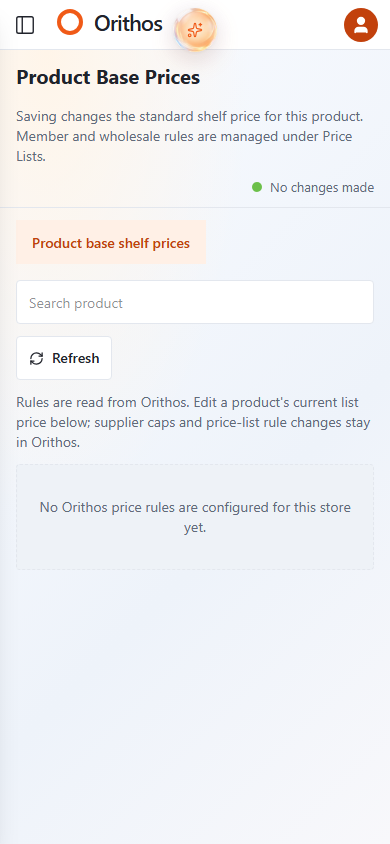 Orithos
Product Base Prices
Saving changes the standard shelf price for this product.
Member and wholesale rules are managed under Price
Lists.
No changes made
Product base shelf prices
Search product
Refresh
Rules are read from Orithos. Edit a product's current list
price below; supplier caps and price-list rule changes stay
in Orithos.
No Orithos price rules are configured for this store
yet.